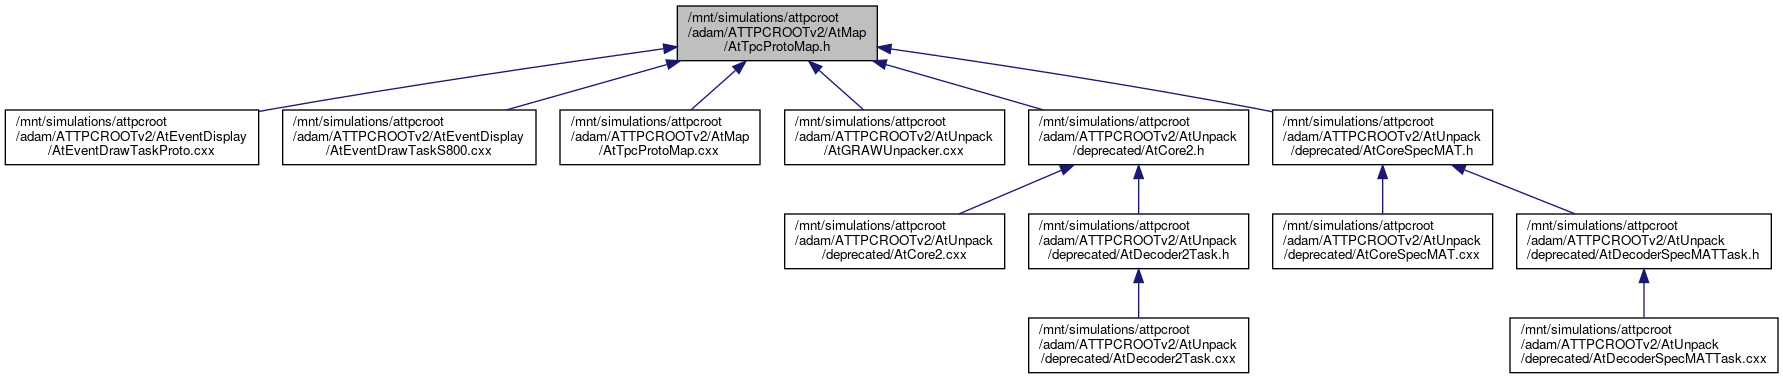 /mnt/simulations/attpcroot
/adam/ATTPCROOTv2/AtMap
/AtTpcProtoMap.h
/mnt/simulations/attpcroot
/adam/ATTPCROOTv2/AtEventDisplay
/AtEventDrawTaskProto.cxx
/mnt/simulations/attpcroot
/adam/ATTPCROOTv2/AtEventDisplay
/AtEventDrawTaskS800.cxx
/mnt/simulations/attpcroot
/adam/ATTPCROOTv2/AtMap
/AtTpcProtoMap.cxx
/mnt/simulations/attpcroot
/adam/ATTPCROOTv2/AtUnpack
/AtGRAWUnpacker.cxx
/mnt/simulations/attpcroot
/adam/ATTPCROOTv2/AtUnpack
/deprecated/AtCore2.h
/mnt/simulations/attpcroot
/adam/ATTPCROOTv2/AtUnpack
/deprecated/AtCoreSpecMAT.h
/mnt/simulations/attpcroot
/adam/ATTPCROOTv2/AtUnpack
/deprecated/AtCore2.cxx
/mnt/simulations/attpcroot
/adam/ATTPCROOTv2/AtUnpack
/deprecated/AtDecoder2Task.h
/mnt/simulations/attpcroot
/adam/ATTPCROOTv2/AtUnpack
/deprecated/AtCoreSpecMAT.cxx
/mnt/simulations/attpcroot
/adam/ATTPCROOTv2/AtUnpack
/deprecated/AtDecoderSpecMATTask.h
/mnt/simulations/attpcroot
/adam/ATTPCROOTv2/AtUnpack
/deprecated/AtDecoder2Task.cxx
/mnt/simulations/attpcroot
/adam/ATTPCROOTv2/AtUnpack
/deprecated/AtDecoderSpecMATTask.cxx